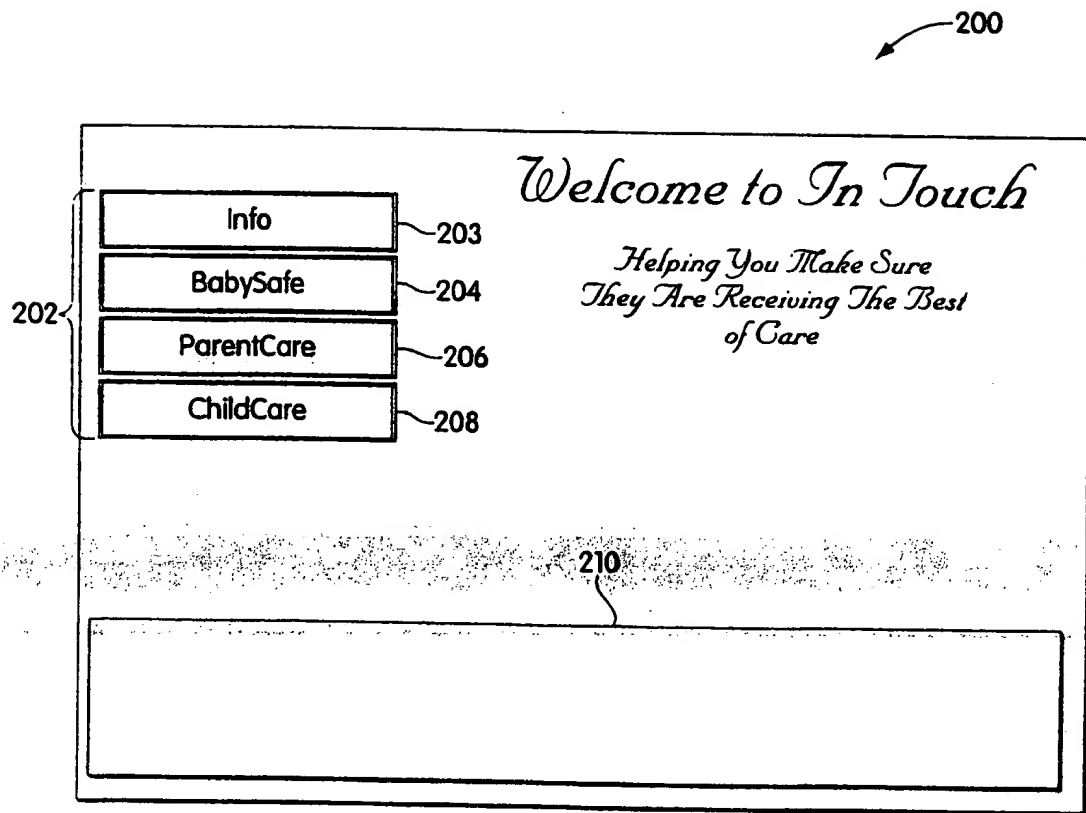 200
Welcome to In Touch
Helping You Make Sure
They Are Receiving The Best
of Care
202
Info
203
BabySafe
204
ParentCare
206
ChildCare
208
210